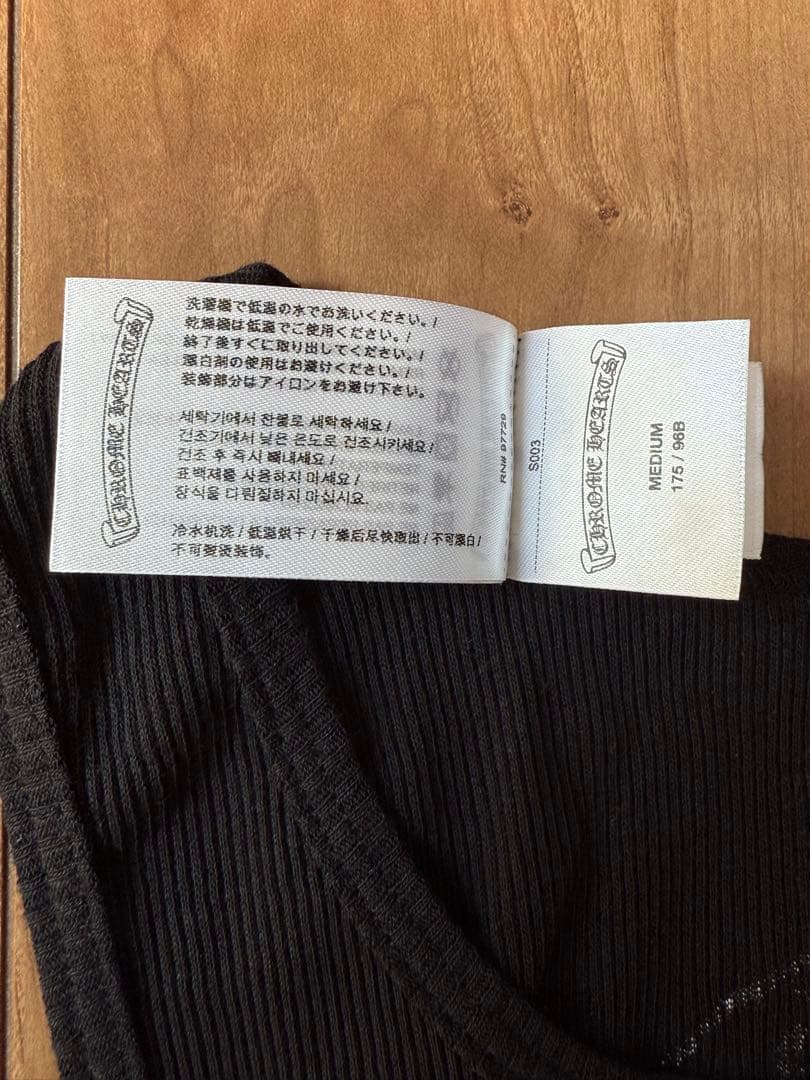 CHROME HEARTS
洗濯機で低温の水でお洗いください。/
乾燥機は低温でご使用ください。/
終了後すぐに取り出してください。/
漂白剤の使用はお避けください。/
装飾部分はアイロンをお避け下さい。
세탁기에서 찬물로 세탁하세요 /
건조기에서 낮은 온도로 건조시키세요 /
건조 후 즉시 빼내세요 /
표백제를 사용하지 마세요 /
장식을 다림질하지 마십시요.
冷水机洗 / 低温烘干 / 干燥后尽快取出 / 不可漂白 /
不可熨烫装饰。
RN# 97729
S003
CHROME HEARTS
MEDIUM
175 / 96B